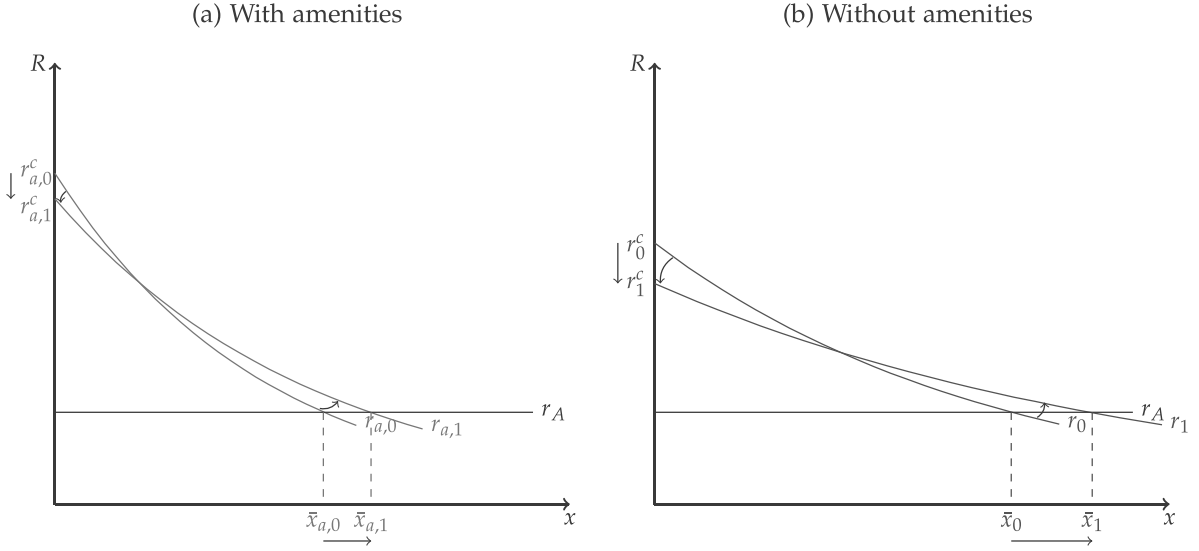 (a) With amenities
R
r^c_{a,0}
r^c_{a,1}
r_A
r_{a,0}
r_{a,1}
x̄_{a,0}
x̄_{a,1}
x
(b) Without amenities
R
r^c_0
r^c_1
r_A
r_0
r_1
x̄_0
x̄_1
x